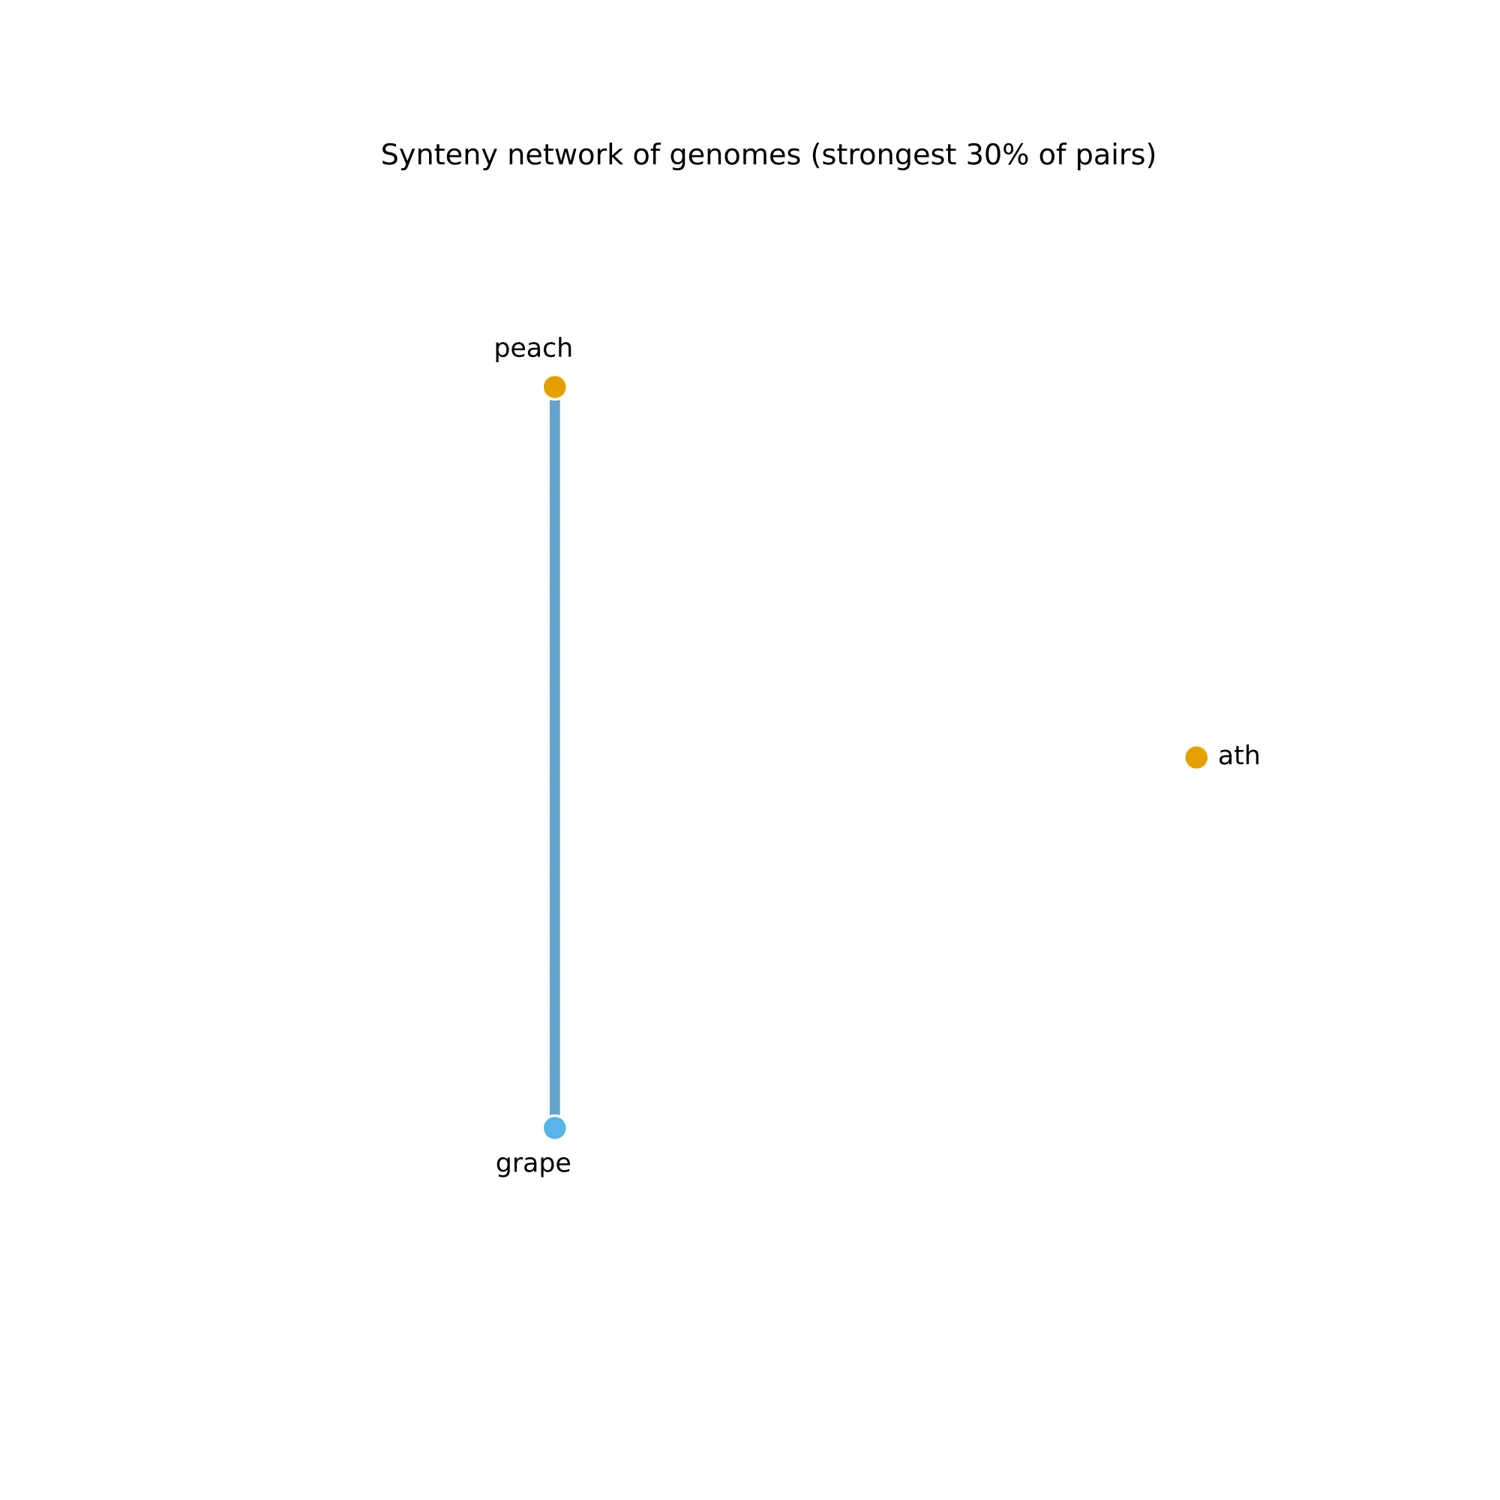 Synteny network of genomes (strongest 30% of pairs)
peach
ath
grape